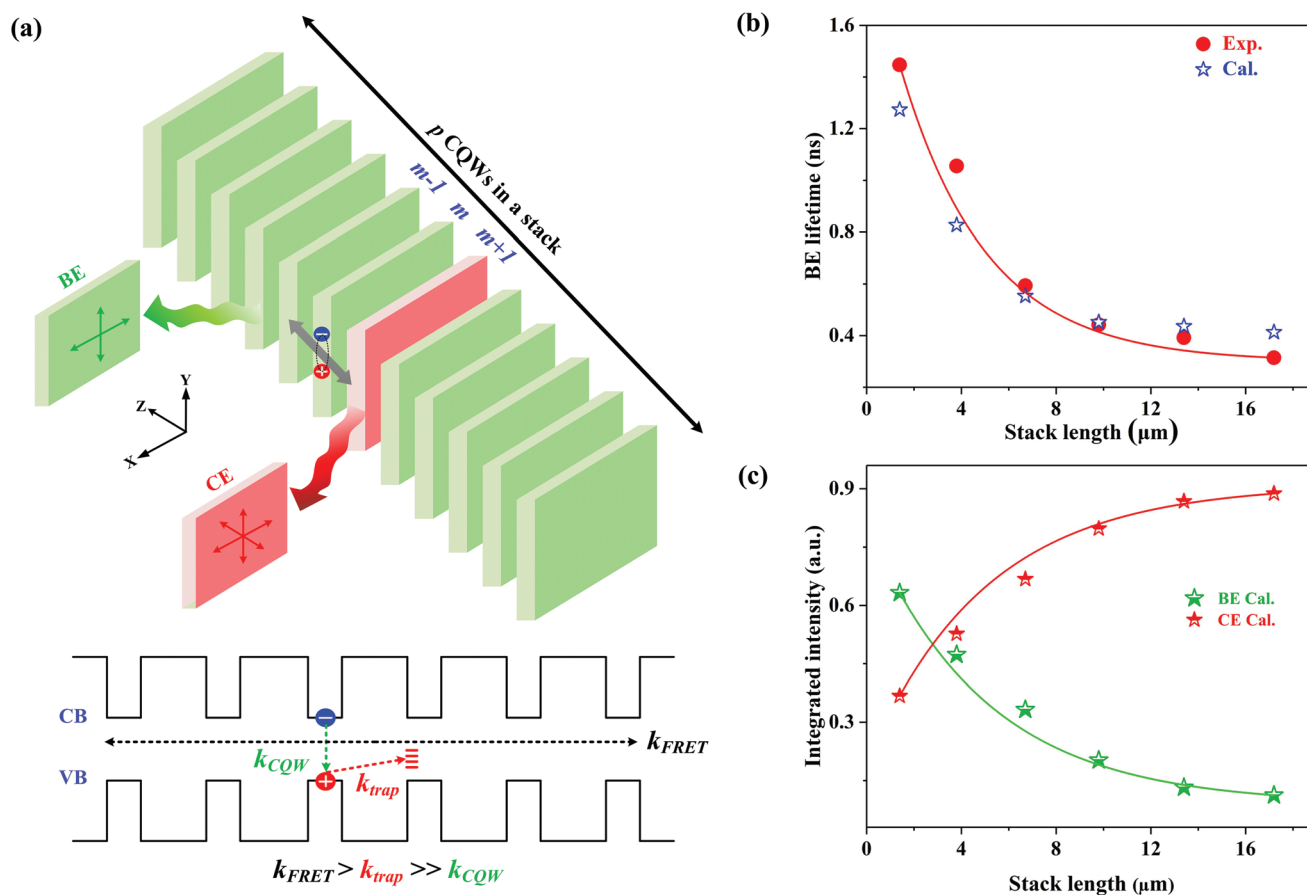 (a)
p CQWs in a stack
m-1 m m+1
BE
Y
Z
X
CE
CB
VB
− 
+
k_CQW
k_trap
k_FRET
k_FRET > k_trap >> k_CQW
(b)
Exp.
Cal.
1.6
1.2
0.8
0.4
BE lifetime (ns)
0 4 8 12 16
Stack length (μm)
(c)
BE Cal.
CE Cal.
0.9
0.6
0.3
Integrated intensity (a.u.)
0 4 8 12 16
Stack length (μm)